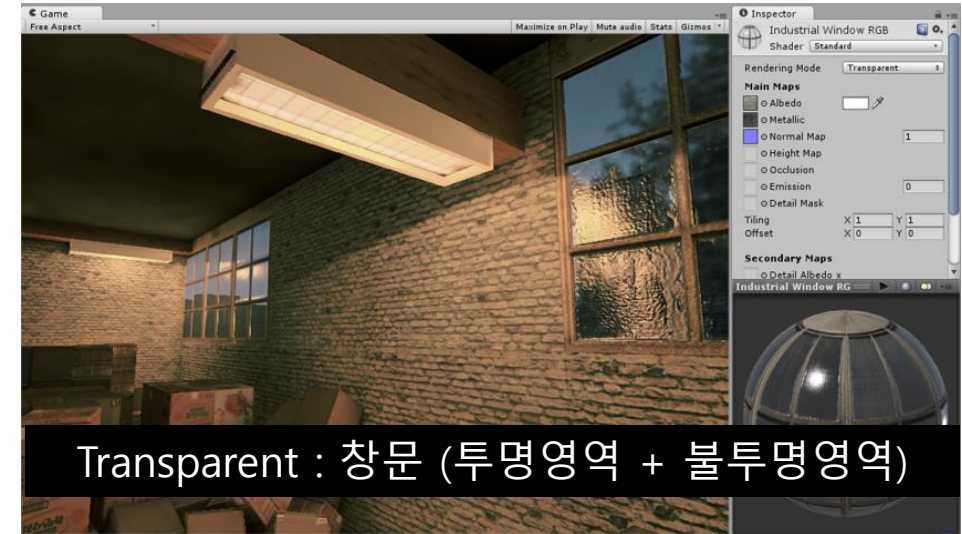 Game
Free Aspect
Maximize on Play Mute audio Stats Gizmos
Inspector
Industrial Window RGB
Shader Standard
Rendering Mode Transparent
Main Maps
Albedo
Metallic
Normal Map 1
Height Map
Occlusion
Emission 0
Detail Mask
Tiling X 1 Y 1
Offset X 0 Y 0
Secondary Maps
Detail Albedo x
Industrial Window RG
Transparent : 창문 (투명영역 + 불투명영역)